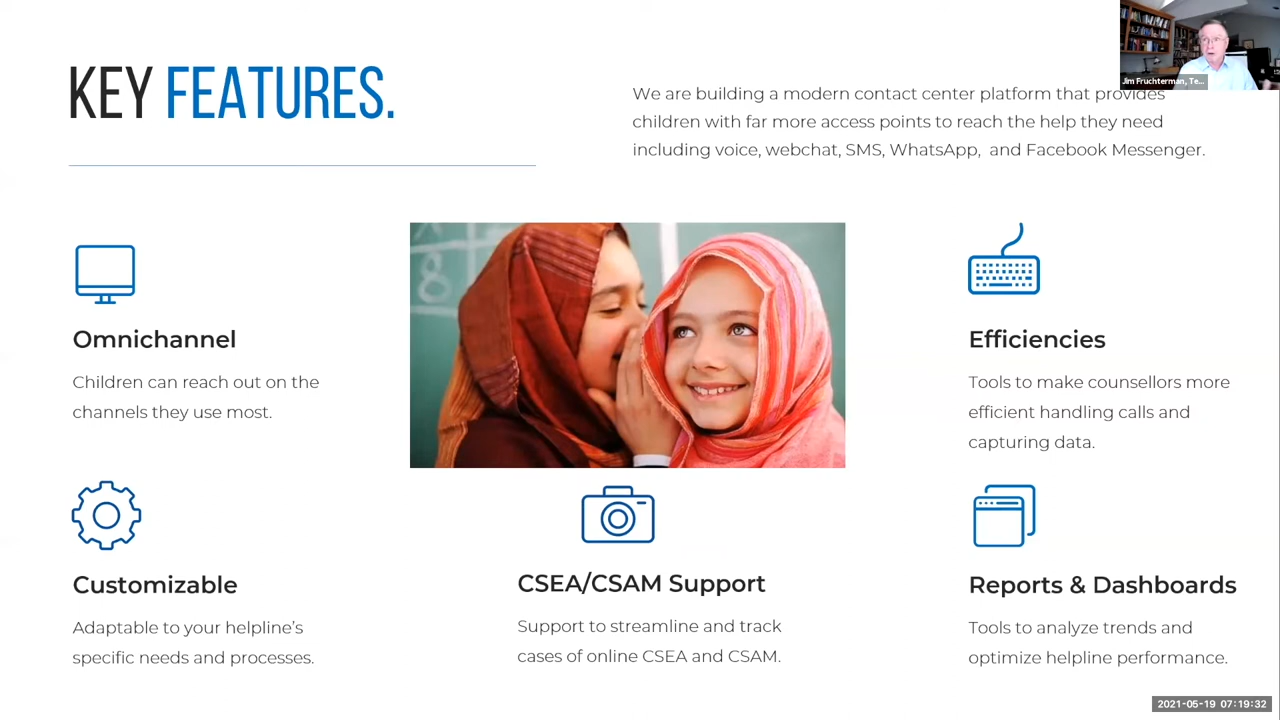 KEY FEATURES.
Jim Fruchterman, Te...
We are building a modern contact center platform that provides
children with far more access points to reach the help they need
including voice, webchat, SMS, WhatsApp, and Facebook Messenger.
8
Omnichannel
Children can reach out on the
channels they use most.
Efficiencies
Tools to make counsellors more
efficient handling calls and
capturing data.
Customizable
Adaptable to your helpline’s
specific needs and processes.
CSEA/CSAM Support
Support to streamline and track
cases of online CSEA and CSAM.
Reports & Dashboards
Tools to analyze trends and
optimize helpline performance.
2021-05-19 07:19:32